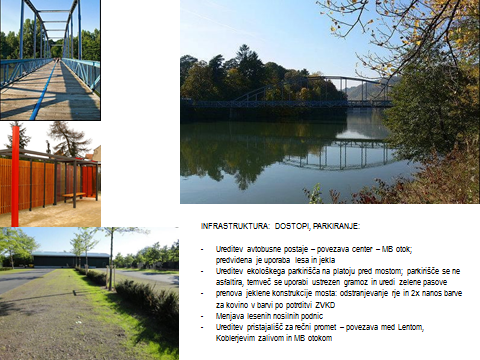 INFRASTRUKTURA: DOSTOPI, PARKIRANJE:
- Ureditev avtobusne postaje – povezava center – MB otok;
predvidena je uporaba lesa in jekla
- Ureditev ekološkega parkirišča na platoju pred mostom; parkirišče se ne
asfaltira, temveč se uporabi ustrezen gramoz in uredi zelene pasove
- prenova jeklene konstrukcije mosta: odstranjevanje rje in 2x nanos barve
za kovino v barvi po potrditvi ZVKD
- Menjava lesenih nosilnih podnic
- Ureditev pristajališč za rečni promet – povezava med Lentom,
Koblerjevim zalivom in MB otokom